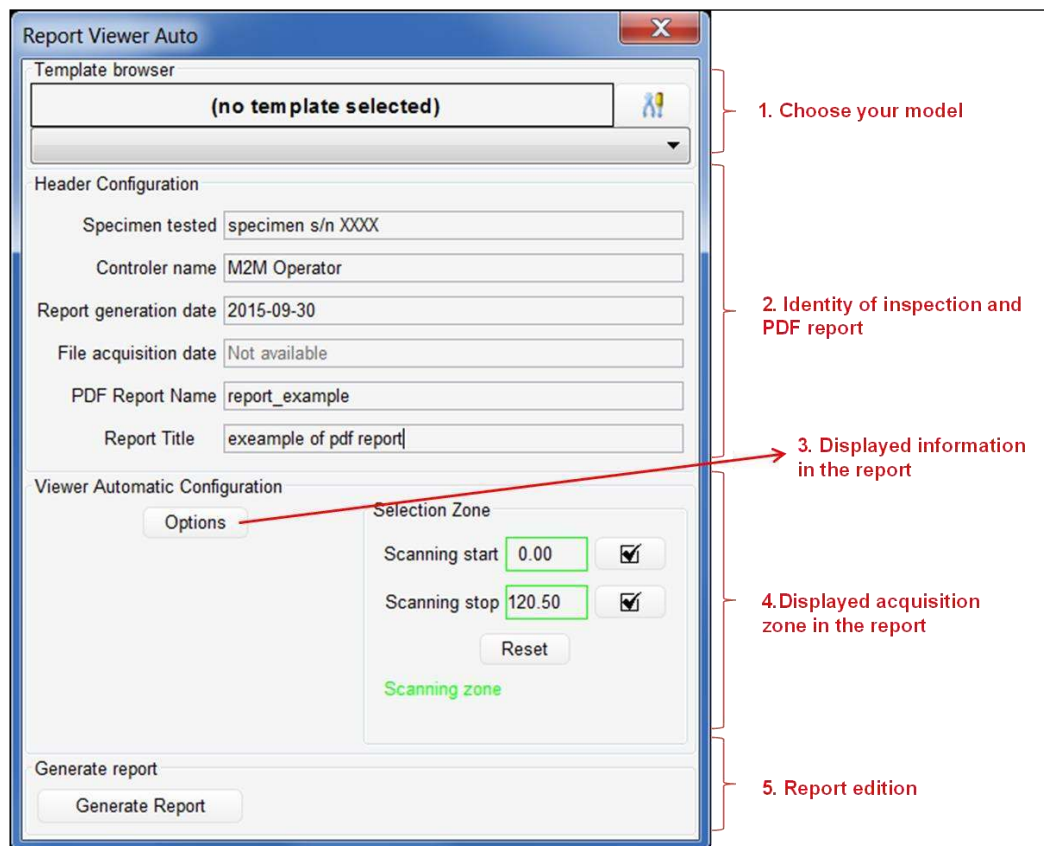 Report Viewer Auto
Template browser
(no template selected)
1. Choose your model
Header Configuration
Specimen tested specimen s/n XXXX
Controler name M2M Operator
Report generation date 2015-09-30
2. Identity of inspection and
PDF report
File acquisition date Not available
PDF Report Name report_example
Report Title exeample of pdf report
3. Displayed information
in the report
Viewer Automatic Configuration
Options
Selection Zone
Scanning start 0.00
Scanning stop 120.50
4.Displayed acquisition
zone in the report
Reset
Scanning zone
Generate report
Generate Report
5. Report edition